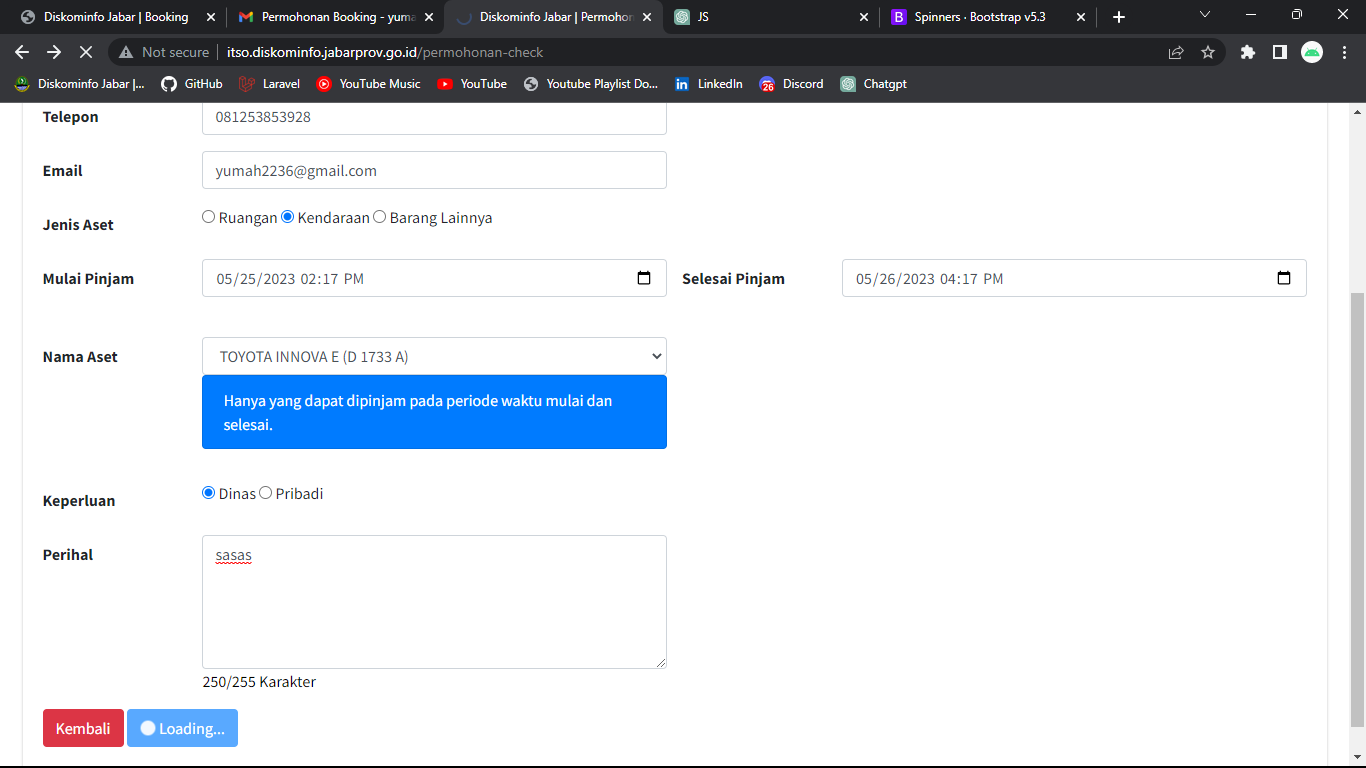 Diskominfo Jabar | Booking
Permohonan Booking - yuma
Diskominfo Jabar | Permohon
JS
Spinners · Bootstrap v5.3
Not secure
itso.diskominfo.jabarprov.go.id/permohonan-check
Diskominfo Jabar |...
GitHub
Laravel
YouTube Music
YouTube
Youtube Playlist Do...
LinkedIn
26
Discord
Chatgpt
Telepon
081253853928
Email
yumah2236@gmail.com
Jenis Aset
Ruangan Kendaraan Barang Lainnya
Mulai Pinjam
05/25/2023 02:17 PM
Selesai Pinjam
05/26/2023 04:17 PM
Nama Aset
TOYOTA INNOVA E (D 1733 A)
Hanya yang dapat dipinjam pada periode waktu mulai dan
selesai.
Keperluan
Dinas Pribadi
Perihal
sasas
250/255 Karakter
Kembali
Loading...